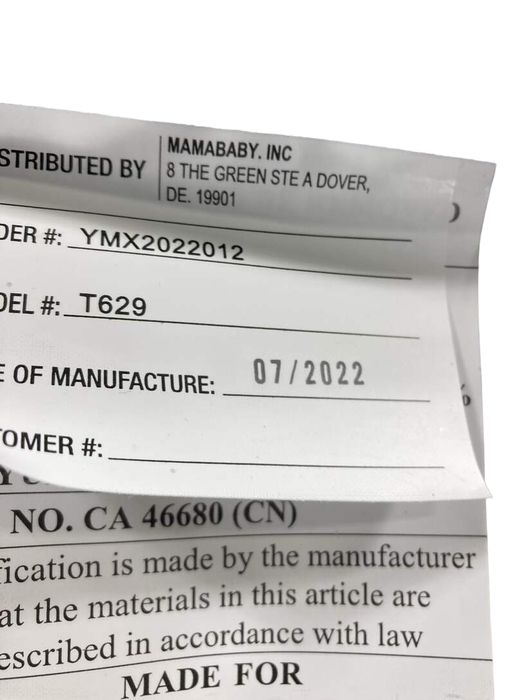 STRIBUTED BY
MAMABABY. INC
8 THE GREEN STE A DOVER,
DE. 19901
)
DER #: YMX2022012
DEL #: T629
E OF MANUFACTURE: 07/2022
OMER #:
NO. CA 46680 (CN)
fication is made by the manufacturer
at the materials in this article are
escribed in accordance with law
MADE FOR